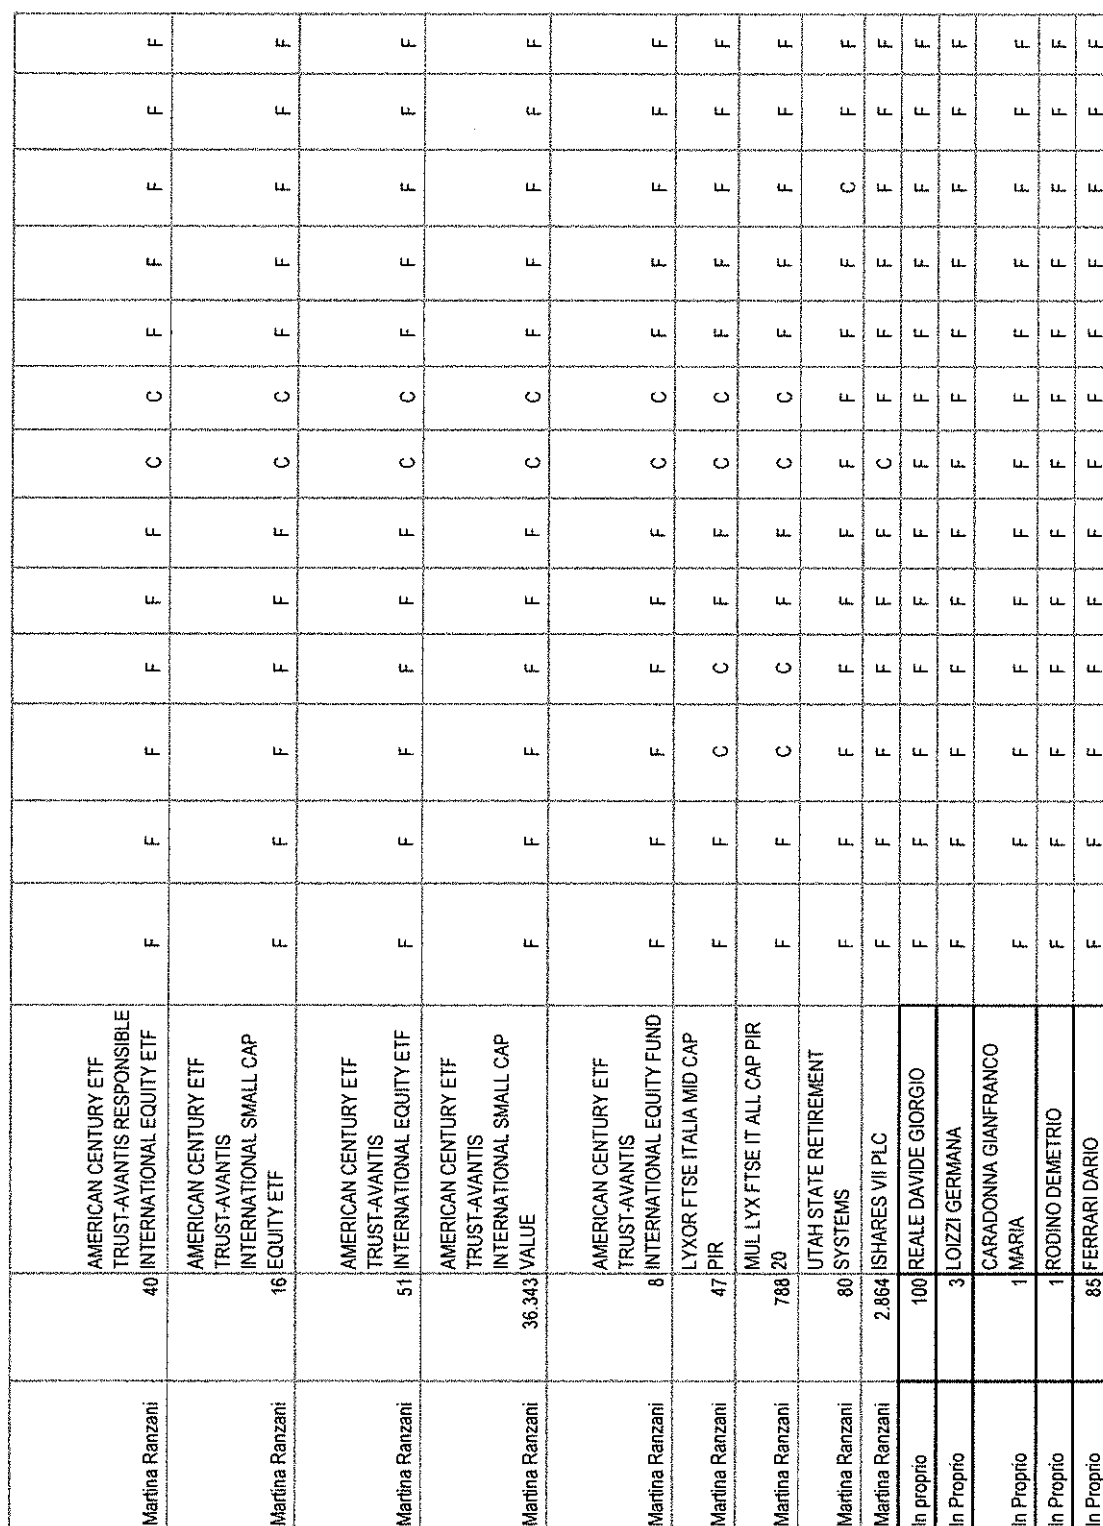 AMERICAN CENTURY ETF
TRUST-AVANTIS RESPONSIBLE
Martina Ranzani 40 INTERNATIONAL EQUITY ETF F F F F F F C C F F F F F
AMERICAN CENTURY ETF
TRUST-AVANTIS
INTERNATIONAL SMALL CAP
Martina Ranzani 16 EQUITY ETF F F F F F F C C F F F F F
AMERICAN CENTURY ETF
TRUST-AVANTIS
Martina Ranzani 51 INTERNATIONAL EQUITY ETF F F F F F F C C F F F F F
AMERICAN CENTURY ETF
TRUST-AVANTIS
INTERNATIONAL SMALL CAP
Martina Ranzani 36.343 VALUE F F F F F F C C F F F F F
AMERICAN CENTURY ETF
TRUST-AVANTIS
Martina Ranzani 8 INTERNATIONAL EQUITY FUND F F F F F F C C F F F F F
LYXOR FTSE ITALIA MID CAP
Martina Ranzani 47 PIR F F C C F F C C F F F F F
MUL LYX FTSE IT ALL CAP PIR
Martina Ranzani 788 20 F F C C F F C C F F F F F
UTAH STATE RETIREMENT
Martina Ranzani 80 SYSTEMS F F F F F F F F F F C F F
Martina Ranzani 2.864 ISHARES VII PLC F F F F F F C F F F F F F
In proprio 100 REALE DAVIDE GIORGIO F F F F F F F F F F F F F
In Proprio 3 LOIZZI GERMANA F F F F F F F F F F F F F
CARADONNA GIANFRANCO
In Proprio 1 MARIA F F F F F F F F F F F F F
In Proprio 1 RODINO DEMETRIO F F F F F F F F F F F F F
In Proprio 85 FERRARI DARIO F F F F F F F F F F F F F